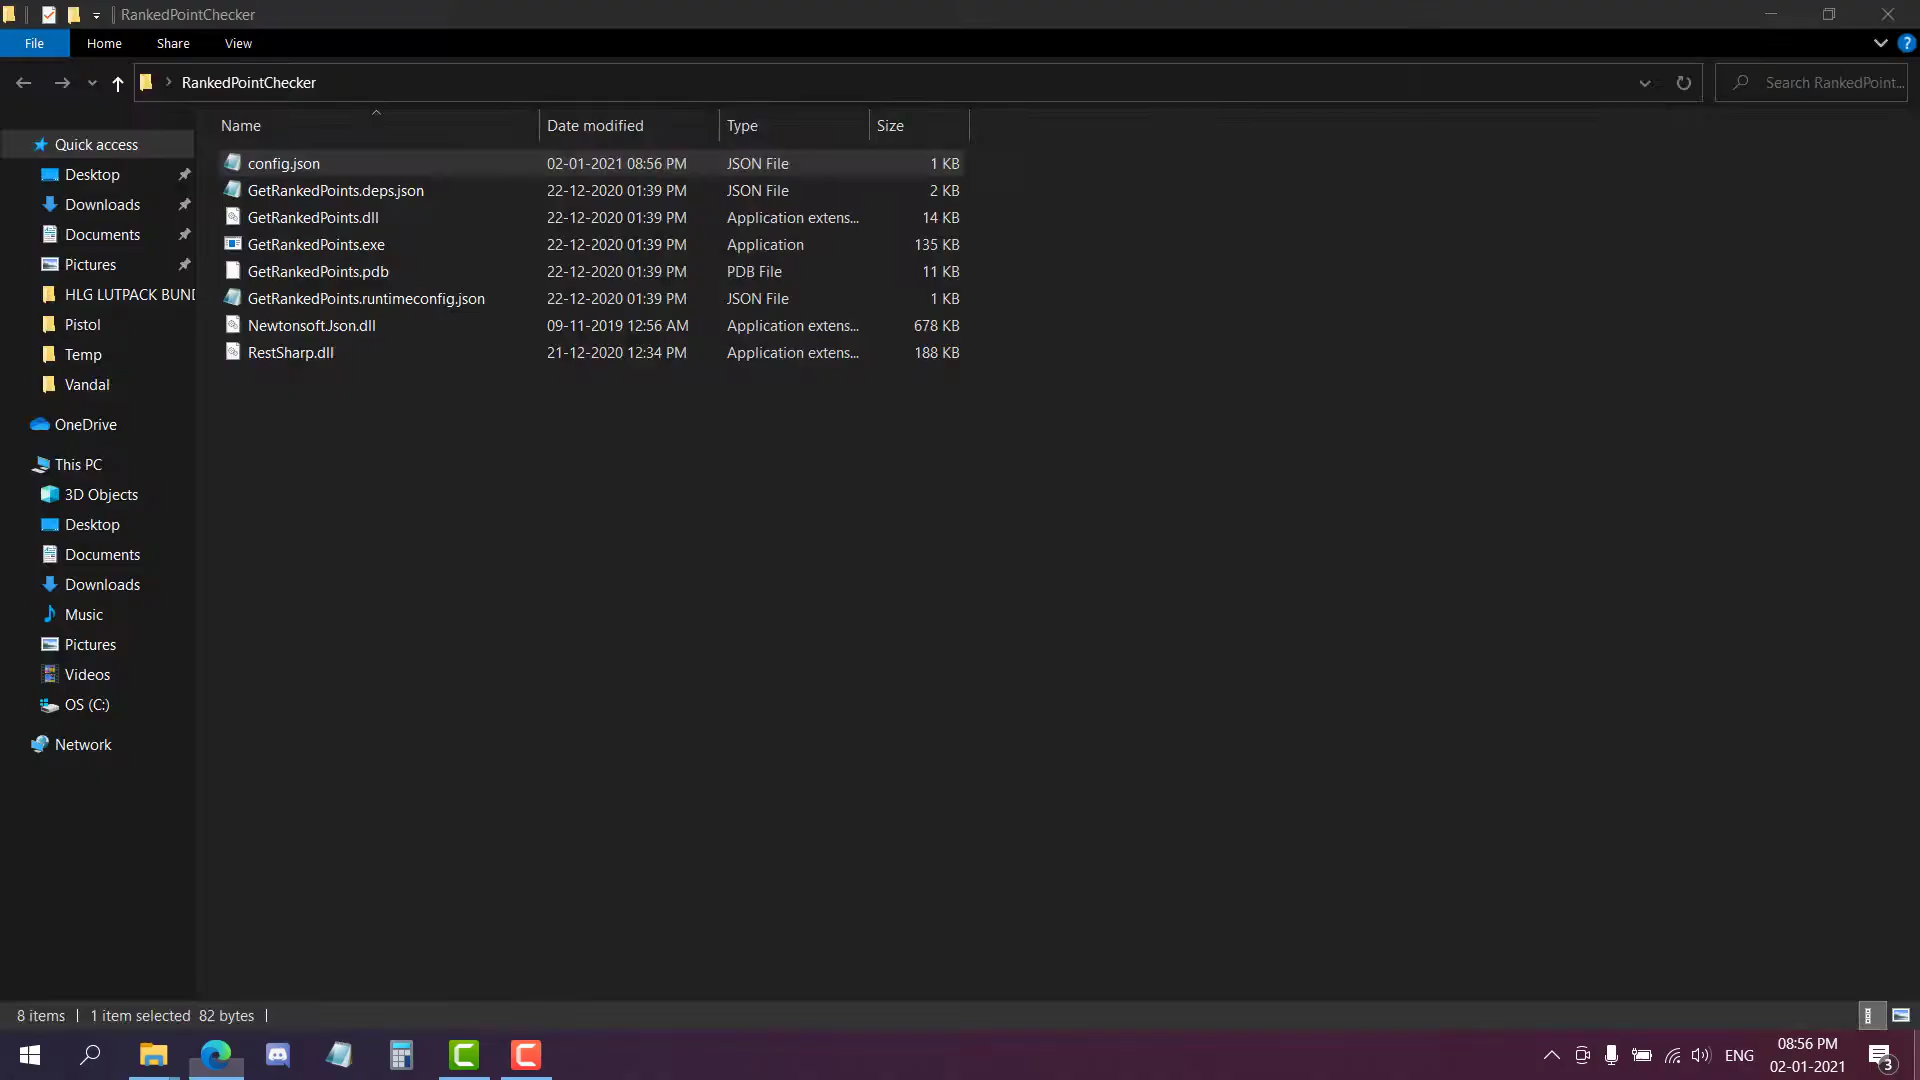 RankedPointChecker
File Home Share View
?
RankedPointChecker
Search RankedPoint...
Name Date modified Type Size
Quick access
Desktop
Downloads
Documents
Pictures
HLG LUTPACK BUND
Pistol
Temp
Vandal
OneDrive
This PC
3D Objects
Desktop
Documents
Downloads
Music
Pictures
Videos
OS (C:)
Network
config.json 02-01-2021 08:56 PM JSON File 1 KB
GetRankedPoints.deps.json 22-12-2020 01:39 PM JSON File 2 KB
GetRankedPoints.dll 22-12-2020 01:39 PM Application extens... 14 KB
GetRankedPoints.exe 22-12-2020 01:39 PM Application 135 KB
GetRankedPoints.pdb 22-12-2020 01:39 PM PDB File 11 KB
GetRankedPoints.runtimeconfig.json 22-12-2020 01:39 PM JSON File 1 KB
Newtonsoft.Json.dll 09-11-2019 12:56 AM Application extens... 678 KB
RestSharp.dll 21-12-2020 12:34 PM Application extens... 188 KB
8 items 1 item selected 82 bytes
ENG
08:56 PM
02-01-2021
3